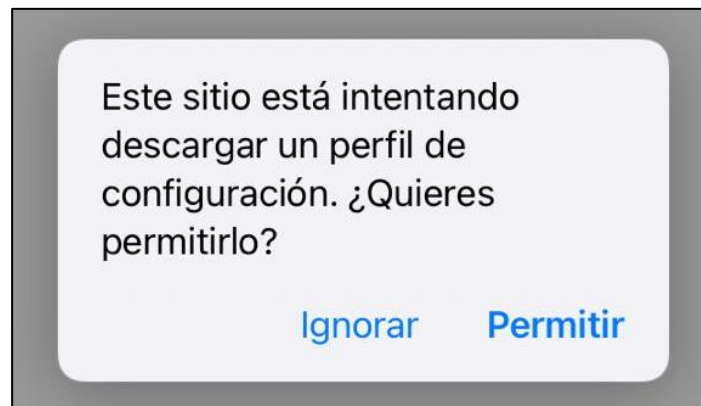 Este sitio está intentando
descargar un perfil de
configuración. ¿Quieres
permitirlo?
Ignorar Permitir